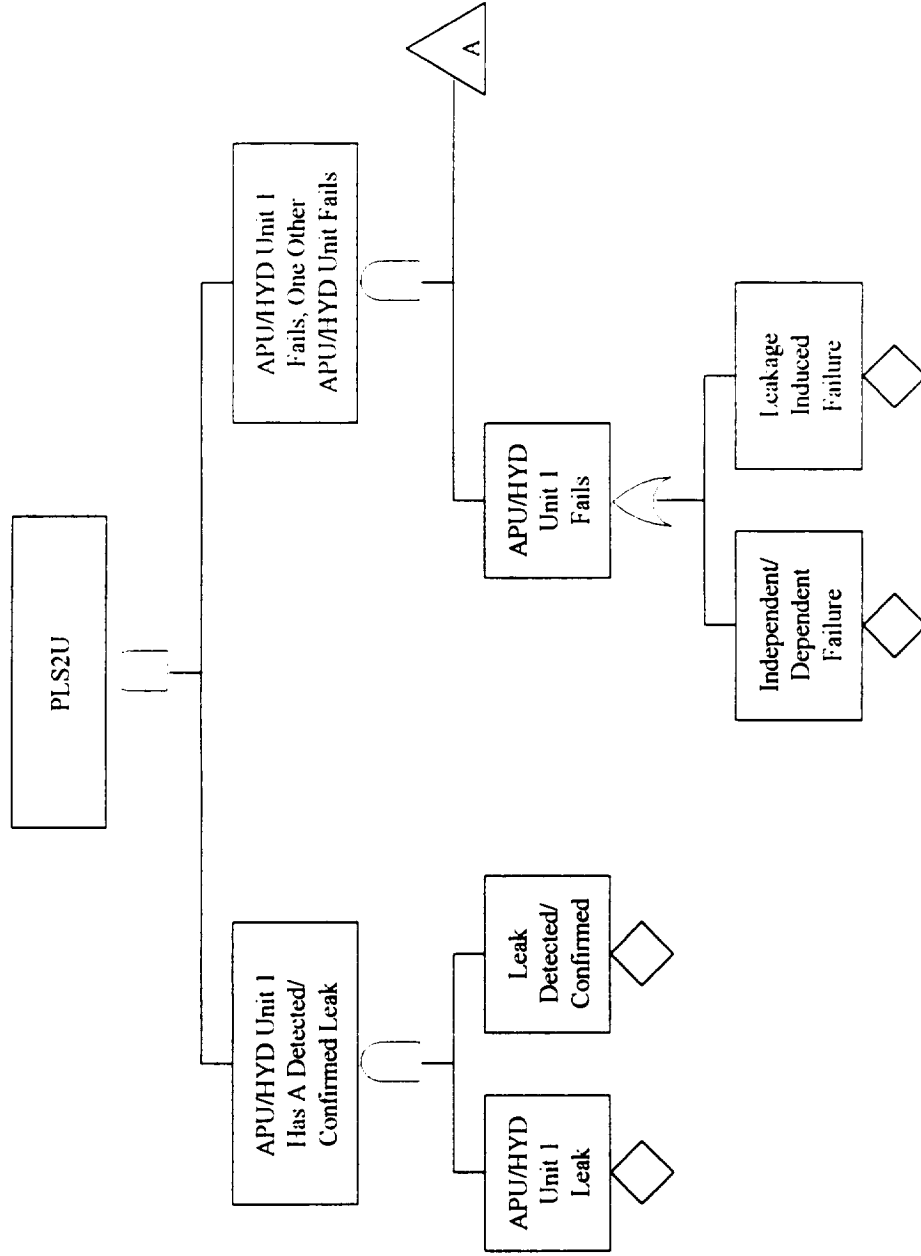 PLS2U
APU/HYD Unit 1
Has A Detected/
Confirmed Leak
APU/HYD Unit 1
Fails, One Other
APU/HYD Unit Fails
APU/HYD
Unit 1
Leak
Leak
Detected/
Confirmed
APU/HYD
Unit 1
Fails
A
Independent/
Dependent
Failure
Leakage
Induced
Failure